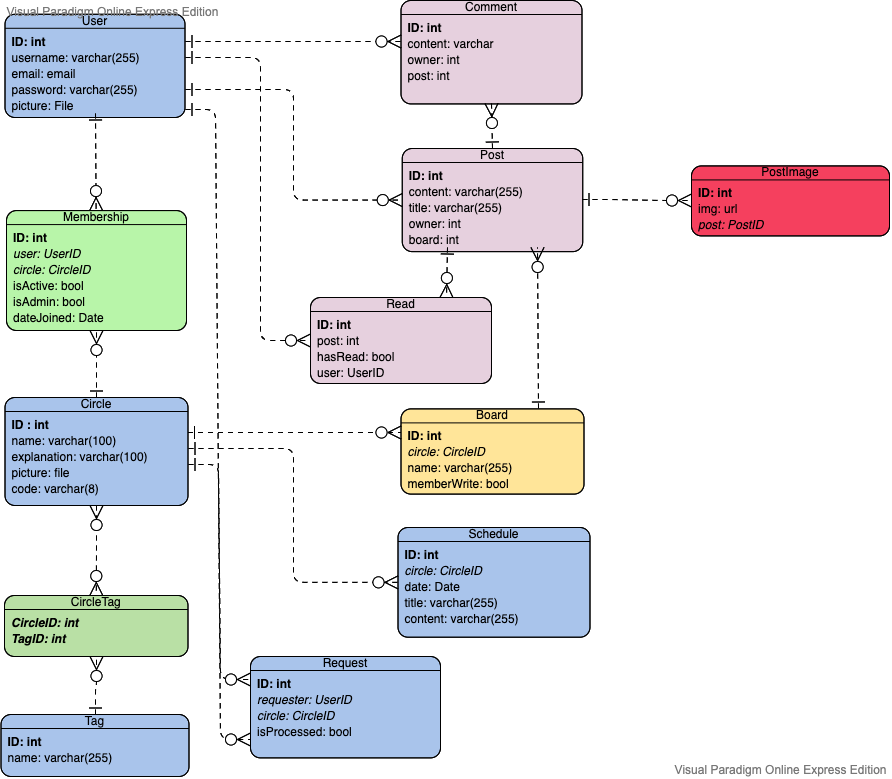 Visual Paradigm Online Express Edition
User
ID: int
username: varchar(255)
email: email
password: varchar(255)
picture: File
Comment
ID: int
content: varchar
owner: int
post: int
Post
ID: int
content: varchar(255)
title: varchar(255)
owner: int
board: int
PostImage
ID: int
img: url
post: PostID
Membership
ID: int
user: UserID
circle: CircleID
isActive: bool
isAdmin: bool
dateJoined: Date
Read
ID: int
post: int
hasRead: bool
user: UserID
Circle
ID : int
name: varchar(100)
explanation: varchar(100)
picture: file
code: varchar(8)
Board
ID: int
circle: CircleID
name: varchar(255)
memberWrite: bool
Schedule
ID: int
circle: CircleID
date: Date
title: varchar(255)
content: varchar(255)
CircleTag
CircleID: int
TagID: int
Request
ID: int
requester: UserID
circle: CircleID
isProcessed: bool
Tag
ID: int
name: varchar(255)
Visual Paradigm Online Express Edition